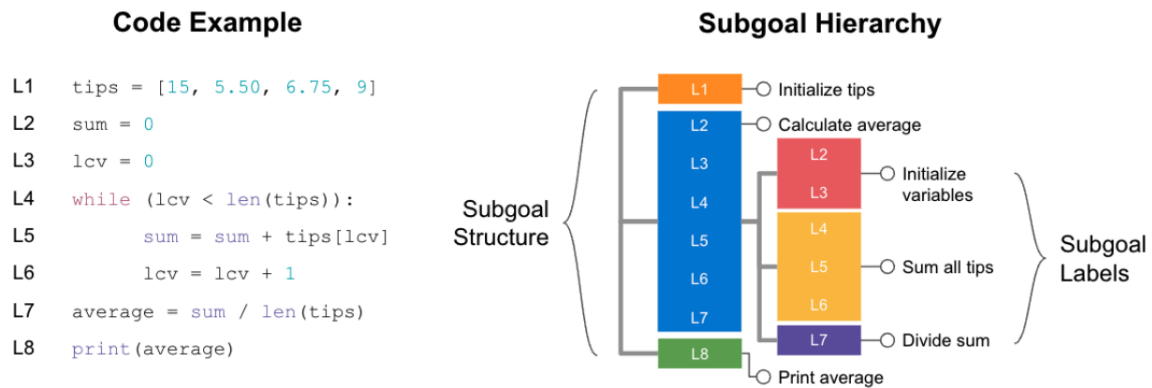 Code Example
L1 tips = [15, 5.50, 6.75, 9]
L2 sum = 0
L3 lcv = 0
L4 while (lcv < len(tips)):
L5 sum = sum + tips[lcv]
L6 lcv = lcv + 1
L7 average = sum / len(tips)
L8 print(average)
Subgoal Hierarchy
Subgoal
Structure
L1
Initialize tips
L2
L3
L4
L5
L6
L7
Calculate average
L2
L3
Initialize
variables
L4
L5
L6
Sum all tips
L7
Divide sum
L8
Print average
Subgoal
Labels